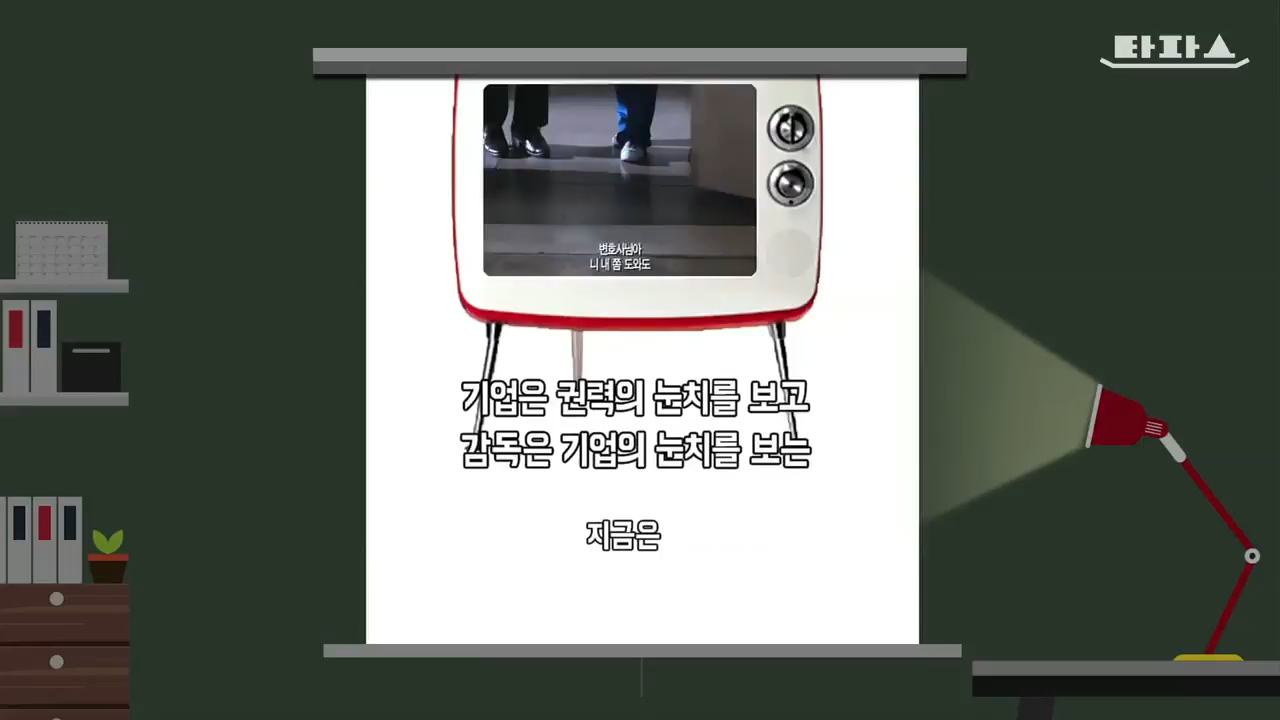 타파스
변호사님아
니 내 쫌 도와도
기업은 권력의 눈치를 보고
감독은 기업의 눈치를 보는
지금은